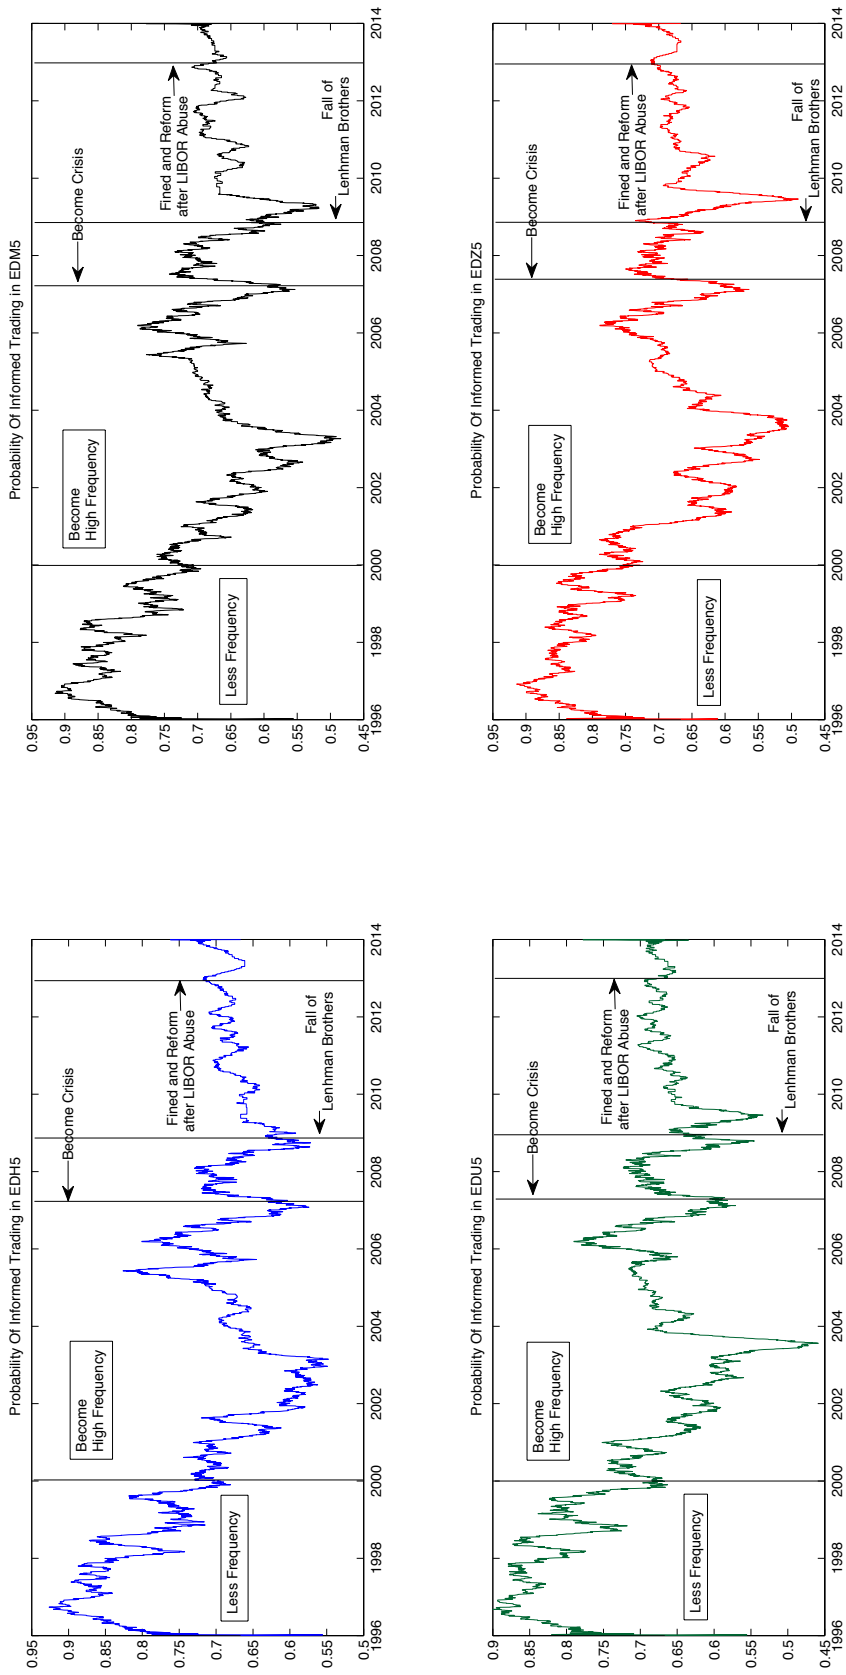 Probability Of Informed Trading in EDH5
0.95
0.9
0.85
0.8
0.75
0.7
0.65
0.6
0.55
0.5
Become Crisis
Become
High Frequency
Fined and Reform
after LIBOR Abuse
Less Frequency
Fall of
Lenhman Brothers
1996 1998 2000 2002 2004 2006 2008 2010 2012 2014
Probability Of Informed Trading in EDM5
0.95
0.9
0.85
0.8
0.75
0.7
0.65
0.6
0.55
0.5
0.45
Become Crisis
Become
High Frequency
Fined and Reform
after LIBOR Abuse
Less Frequency
Fall of
Lenhman Brothers
1996 1998 2000 2002 2004 2006 2008 2010 2012 2014
Probability Of Informed Trading in EDU5
0.9
0.85
0.8
0.75
0.7
0.65
0.6
0.55
0.5
0.45
Become Crisis
Become
High Frequency
Fined and Reform
after LIBOR Abuse
Less Frequency
Fall of
Lenhman Brothers
1996 1998 2000 2002 2004 2006 2008 2010 2012 2014
Probability Of Informed Trading in EDZ5
0.95
0.9
0.85
0.8
0.75
0.7
0.65
0.6
0.55
0.5
0.45
Become Crisis
Become
High Frequency
Fined and Reform
after LIBOR Abuse
Less Frequency
Fall of
Lenhman Brothers
1996 1998 2000 2002 2004 2006 2008 2010 2012 2014